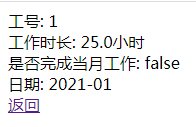 工号: 1
工作时长: 25.0小时
是否完成当月工作: false
日期: 2021-01
返回